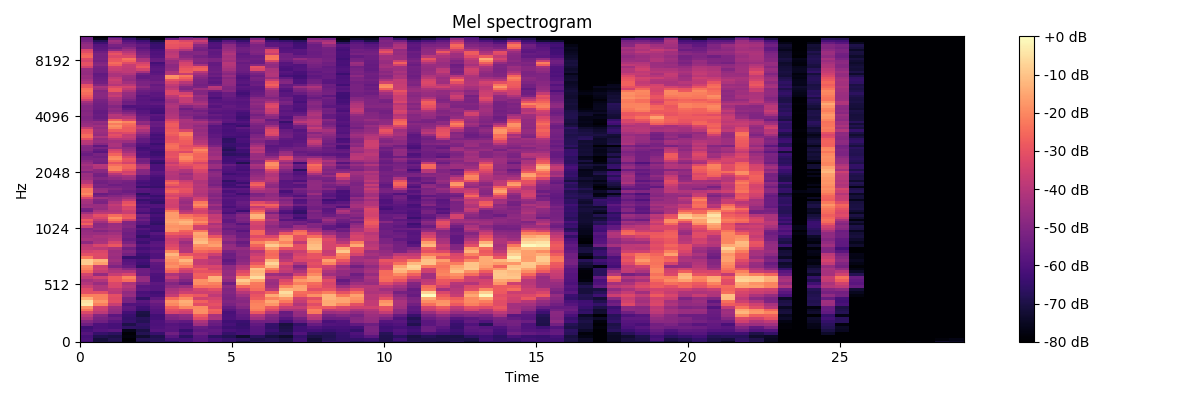 Mel spectrogram
Hz
8192
4096
2048
1024
512
0
0 5 10 15 20 25
Time
+0 dB
-10 dB
-20 dB
-30 dB
-40 dB
-50 dB
-60 dB
-70 dB
-80 dB